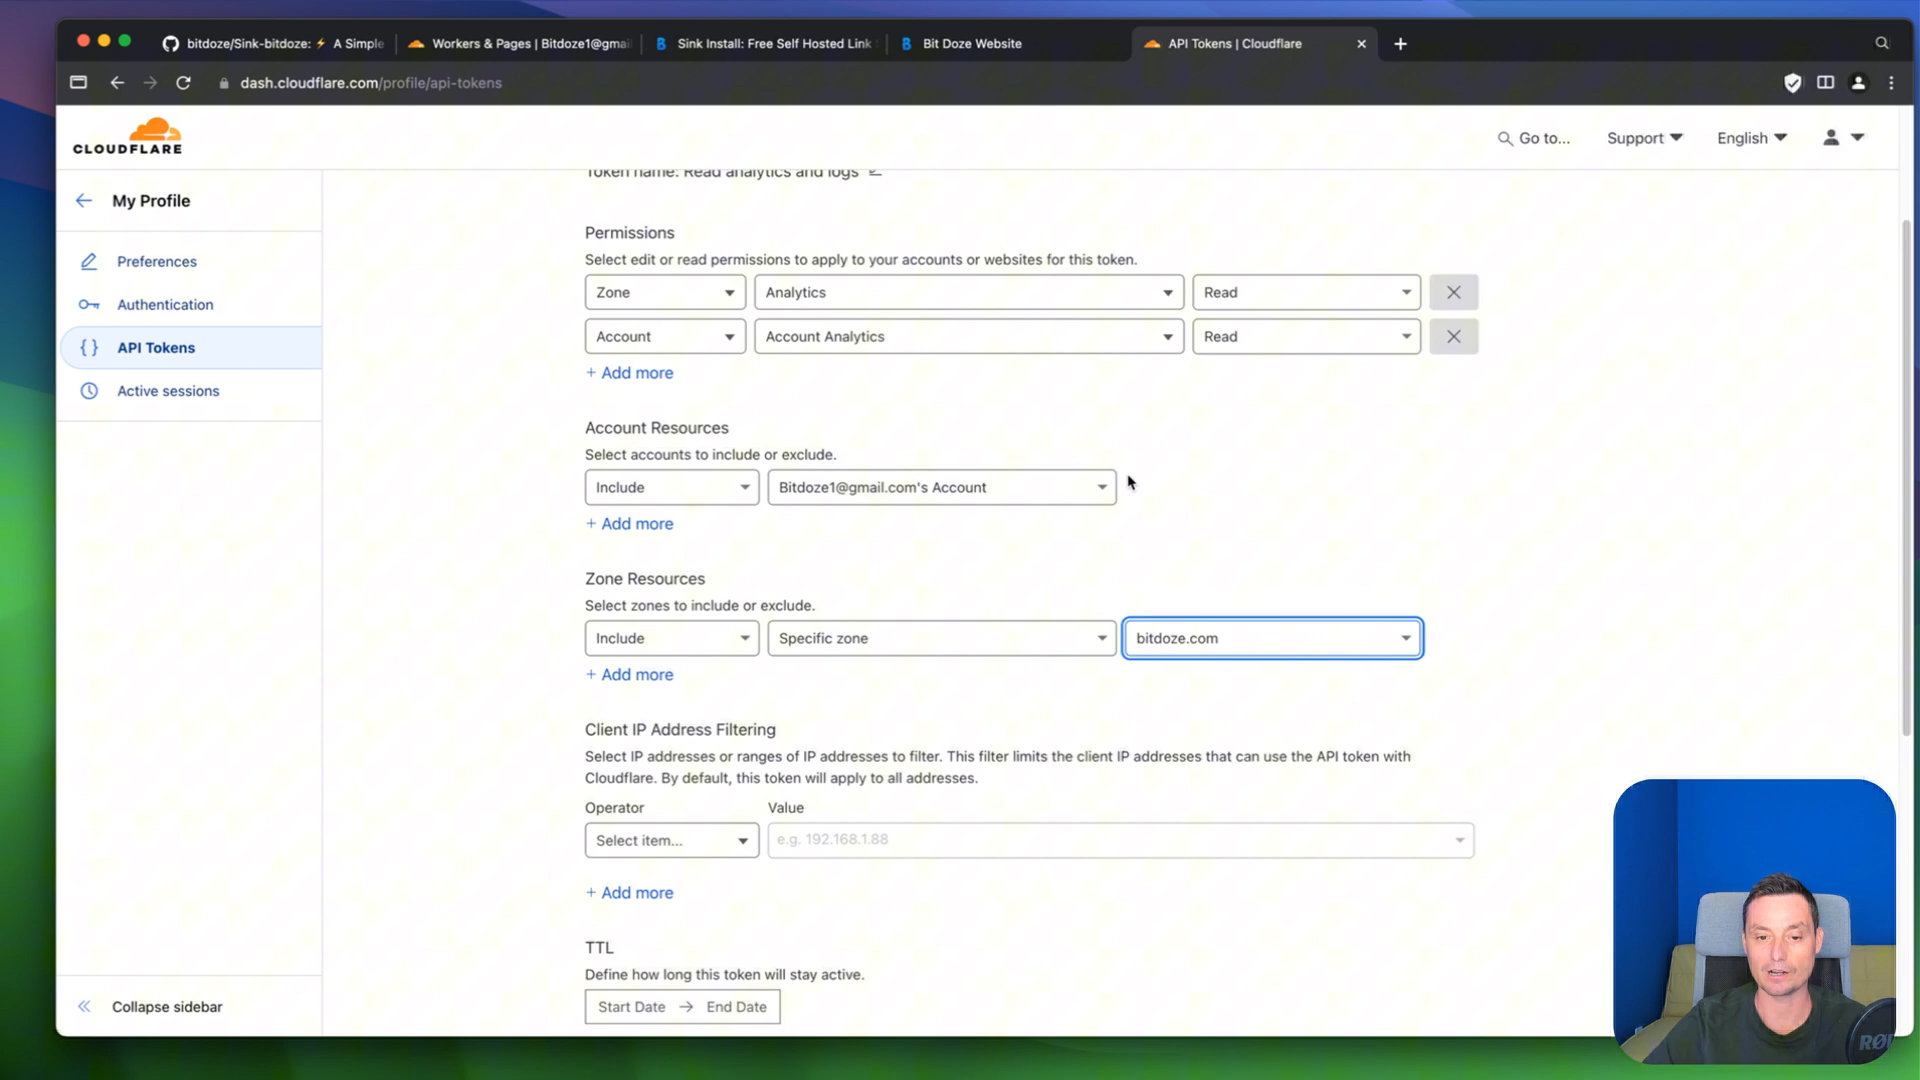 bitdoze/Sink-bitdoze: ⚡ A Simple
Workers & Pages | Bitdoze1@gmai
Sink Install: Free Self Hosted Link
Bit Doze Website
API Tokens | Cloudflare
dash.cloudflare.com/profile/api-tokens
CLOUDFLARE
Go to...
Support
English
My Profile
Preferences
Authentication
API Tokens
Active sessions
Collapse sidebar
Token name: Read analytics and logs
Permissions
Select edit or read permissions to apply to your accounts or websites for this token.
Zone Analytics Read
Account Account Analytics Read
+ Add more
Account Resources
Select accounts to include or exclude.
Include Bitdoze1@gmail.com's Account
+ Add more
Zone Resources
Select zones to include or exclude.
Include Specific zone bitdoze.com
+ Add more
Client IP Address Filtering
Select IP addresses or ranges of IP addresses to filter. This filter limits the client IP addresses that can use the API token with
Cloudflare. By default, this token will apply to all addresses.
Operator Value
Select item... e.g. 192.168.1.88
+ Add more
TTL
Define how long this token will stay active.
Start Date → End Date